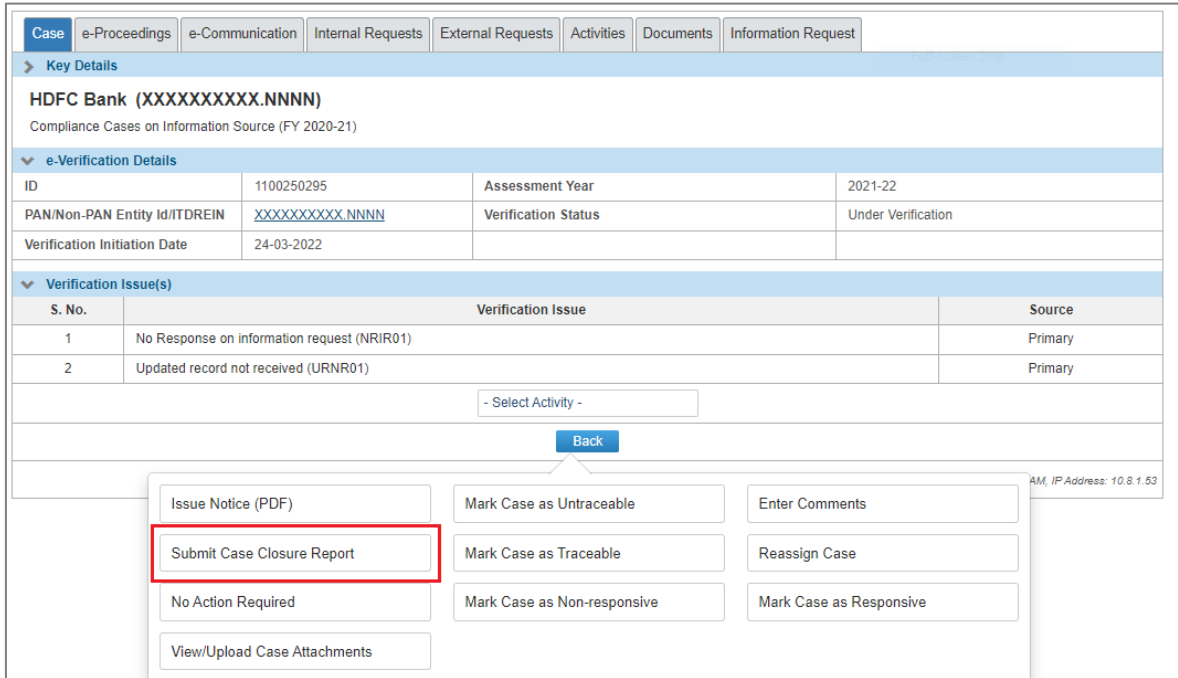 Case e-Proceedings e-Communication Internal Requests External Requests Activities Documents Information Request
Key Details
HDFC Bank (XXXXXXXXXX.NNNN)
Compliance Cases on Information Source (FY 2020-21)
e-Verification Details
ID 1100250295 Assessment Year 2021-22
PAN/Non-PAN Entity Id/ITDREIN XXXXXXXXXX.NNNN Verification Status Under Verification
Verification Initiation Date 24-03-2022
Verification Issue(s)
S. No. Verification Issue Source
1 No Response on information request (NRIR01) Primary
2 Updated record not received (URNR01) Primary
- Select Activity -
Back
AM, IP Address: 10.8.1.53
Issue Notice (PDF) Mark Case as Untraceable Enter Comments
Submit Case Closure Report Mark Case as Traceable Reassign Case
No Action Required Mark Case as Non-responsive Mark Case as Responsive
View/Upload Case Attachments